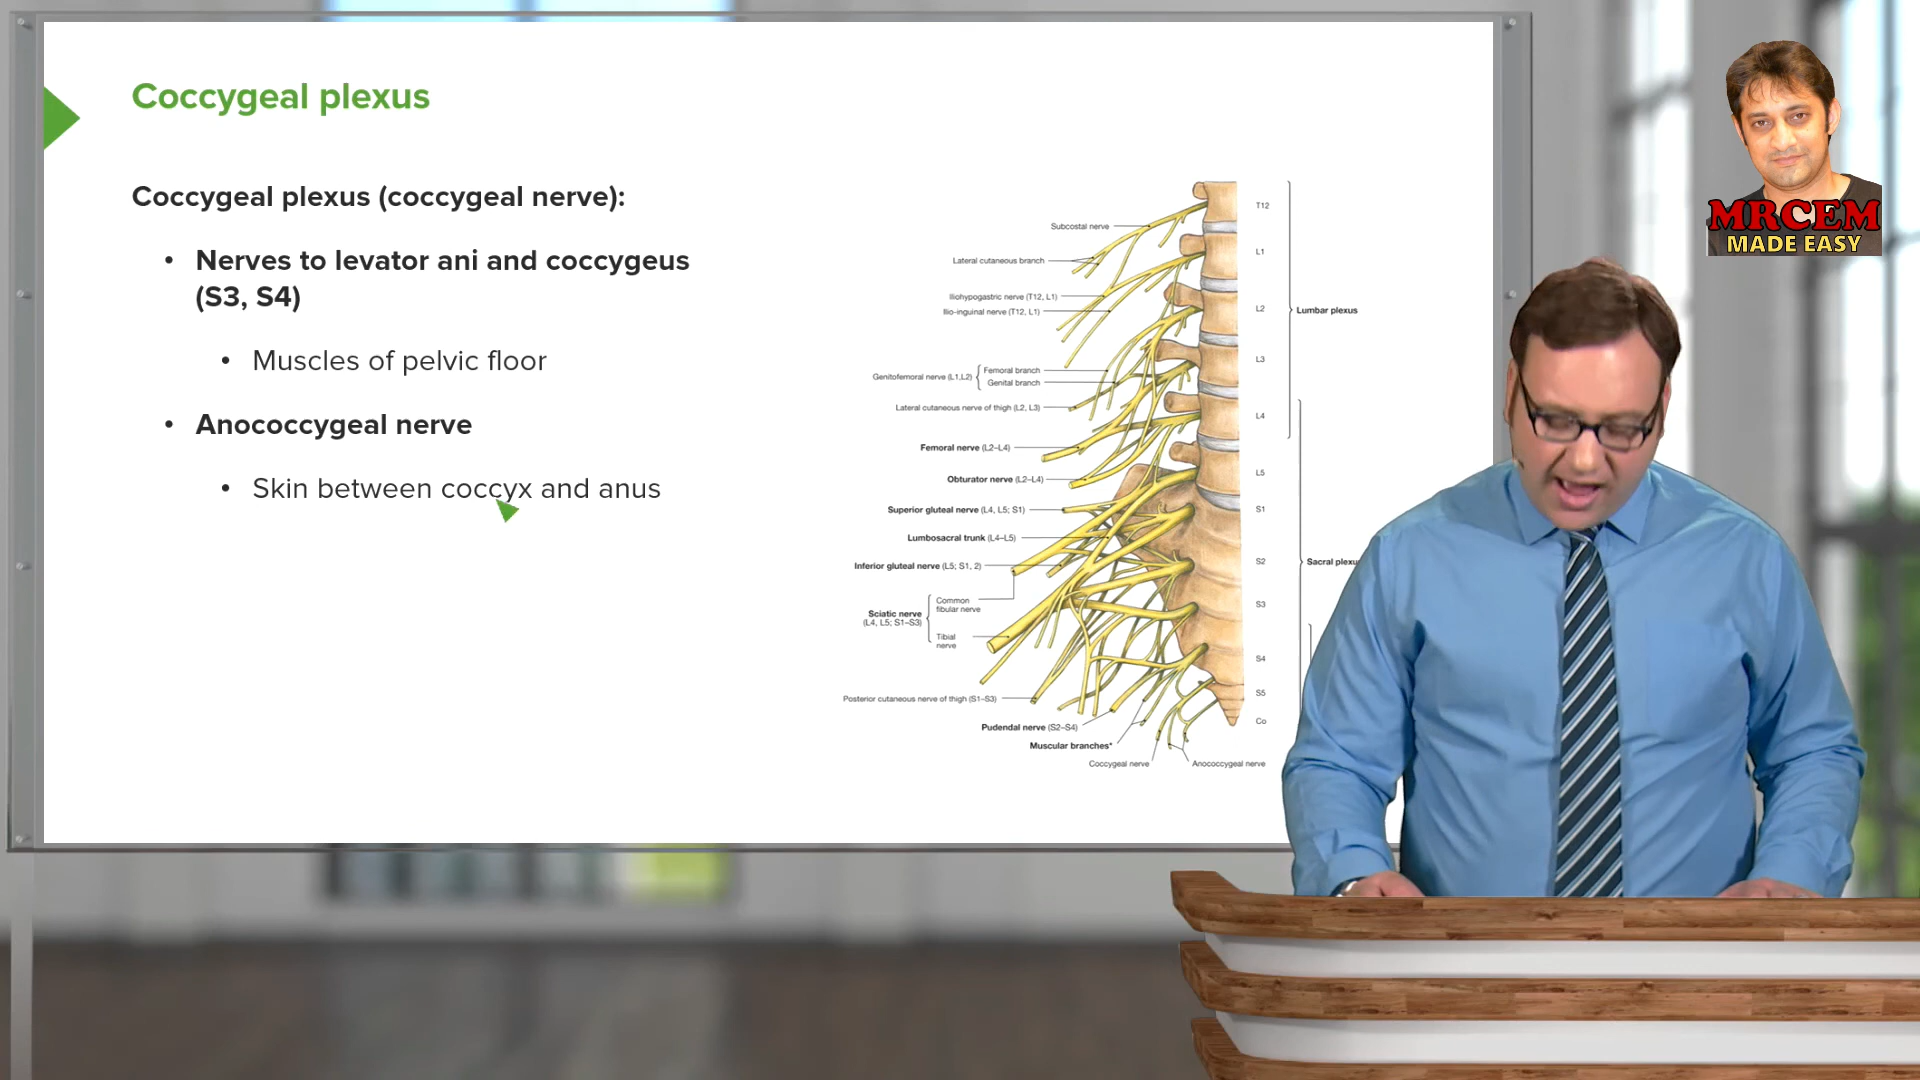 Coccygeal plexus
Coccygeal plexus (coccygeal nerve):
• Nerves to levator ani and coccygeus
(S3, S4)
• Muscles of pelvic floor
• Anococcygeal nerve
• Skin between coccyx and anus
Subcostal nerve
Lateral cutaneous branch
Iliohypogastric nerve (T12, L1)
Ilio-inguinal nerve (T12, L1)
Genitofemoral nerve (L1,L2)
Femoral branch
Genital branch
Lateral cutaneous nerve of thigh (L2, L3)
Femoral nerve (L2–L4)
Obturator nerve (L2–L4)
Superior gluteal nerve (L4, L5; S1)
Lumbosacral trunk (L4–L5)
Inferior gluteal nerve (L5; S1, 2)
Sciatic nerve
(L4, L5; S1–S3)
Common
fibular nerve
Tibial
nerve
Posterior cutaneous nerve of thigh (S1–S3)
Pudendal nerve (S2–S4)
Muscular branches*
Coccygeal nerve
Anococcygeal nerve
T12
L1
L2
L3
L4
L5
S1
S2
S3
S4
S5
Co
Lumbar plexus
Sacral plexu
MRCEM
MADE EASY